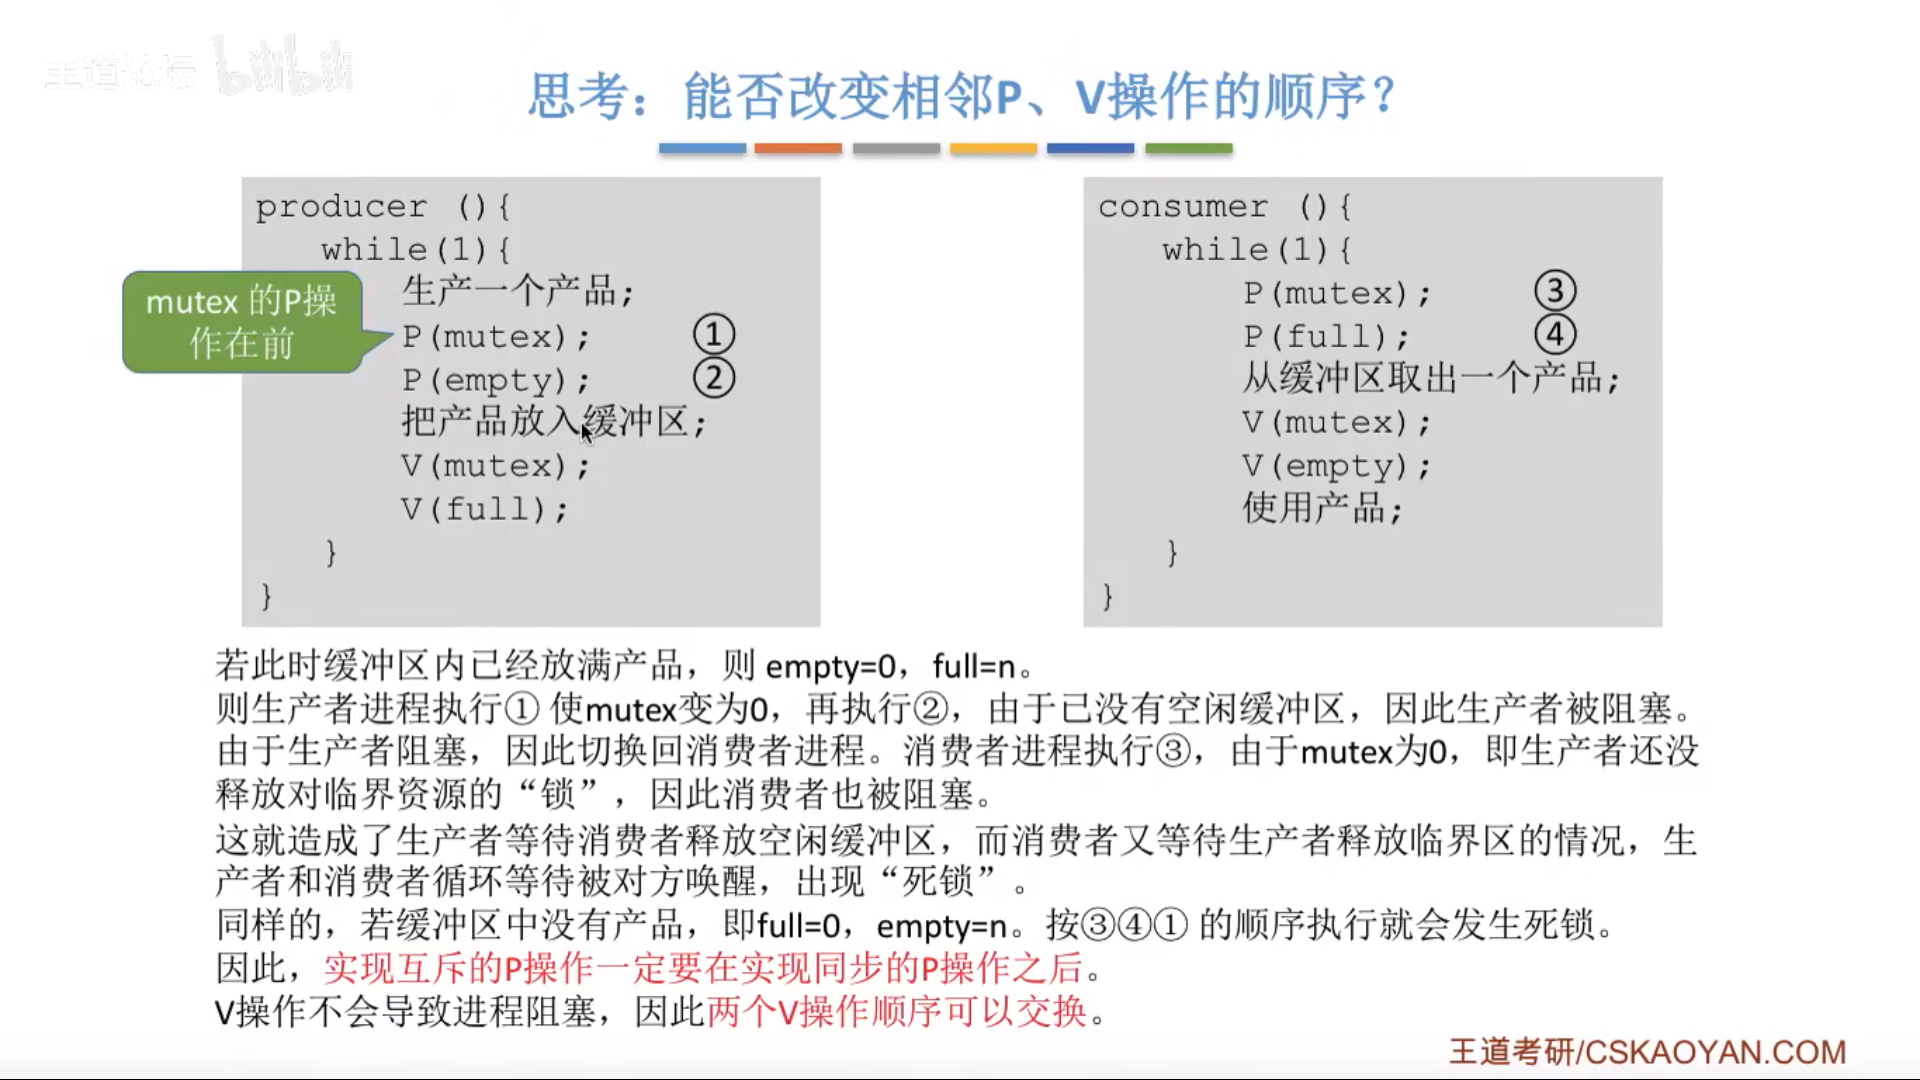 王道论坛 bilibili
思考：能否改变相邻P、V操作的顺序？
producer (){
while(1){
生产一个产品;
P(mutex); ①
P(empty); ②
把产品放入缓冲区;
V(mutex);
V(full);
}
}
mutex 的P操
作在前
consumer (){
while(1){
P(mutex); ③
P(full); ④
从缓冲区取出一个产品;
V(mutex);
V(empty);
使用产品;
}
}
若此时缓冲区内已经放满产品，则 empty=0，full=n。
则生产者进程执行① 使mutex变为0，再执行②，由于已没有空闲缓冲区，因此生产者被阻塞。
由于生产者阻塞，因此切换回消费者进程。消费者进程执行③，由于mutex为0，即生产者还没
释放对临界资源的“锁”，因此消费者也被阻塞。
这就造成了生产者等待消费者释放空闲缓冲区，而消费者又等待生产者释放临界区的情况，生
产者和消费者循环等待被对方唤醒，出现“死锁”。
同样的，若缓冲区中没有产品，即full=0，empty=n。按③④① 的顺序执行就会发生死锁。
因此，实现互斥的P操作一定要在实现同步的P操作之后。
V操作不会导致进程阻塞，因此两个V操作顺序可以交换。
王道考研/CSKAOYAN.COM